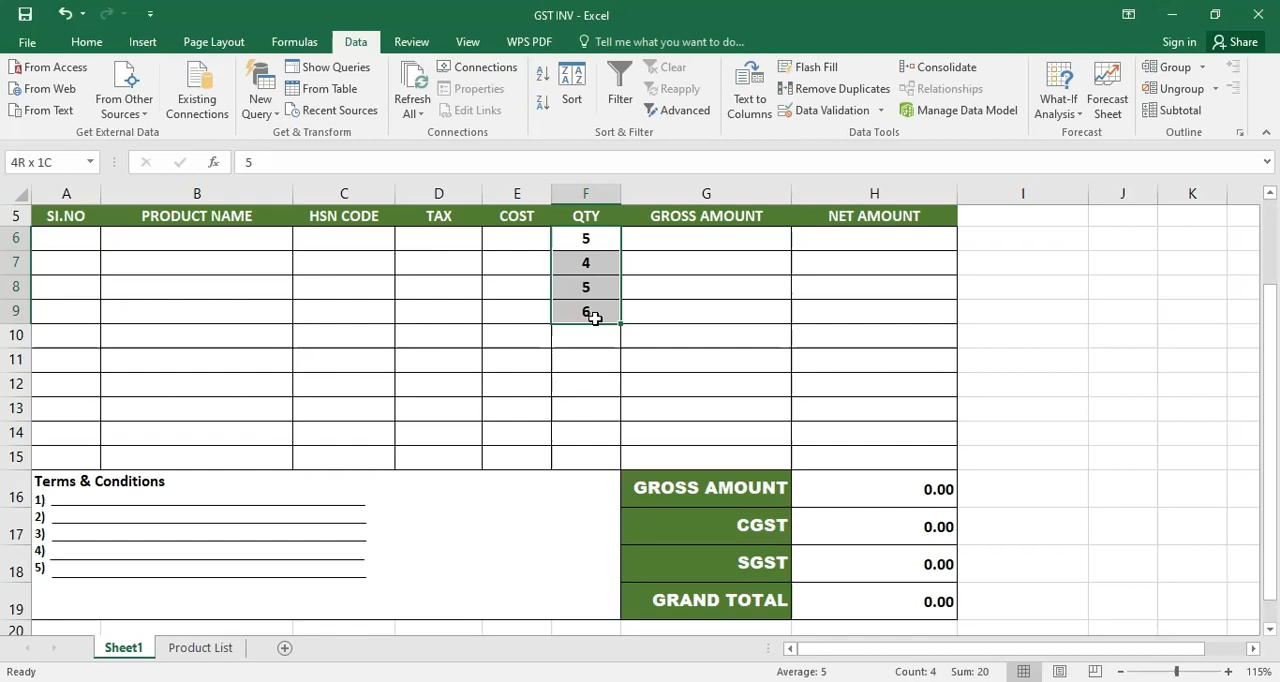 GST INV - Excel
File Home Insert Page Layout Formulas Data Review View WPS PDF Tell me what you want to do... Sign in Share
From Access
From Web
From Text
From Other Sources
Existing Connections
Get External Data
New Query
Show Queries
From Table
Recent Sources
Get & Transform
Refresh All
Connections
Properties
Edit Links
Connections
Sort
Filter
Clear
Reapply
Advanced
Sort & Filter
Text to Columns
Flash Fill
Remove Duplicates
Data Validation
Consolidate
Relationships
Manage Data Model
Data Tools
What-If Analysis
Forecast Sheet
Forecast
Group
Ungroup
Subtotal
Outline
4R x 1C fx 5
A B C D E F G H I J K
5 SI.NO PRODUCT NAME HSN CODE TAX COST QTY GROSS AMOUNT NET AMOUNT
6 5
7 4
8 5
9 6
10
11
12
13
14
15
Terms & Conditions
1)
2)
3)
4)
5)
16 GROSS AMOUNT 0.00
17 CGST 0.00
18 SGST 0.00
19 GRAND TOTAL 0.00
20
Sheet1 Product List
Ready Average: 5 Count: 4 Sum: 20 115%